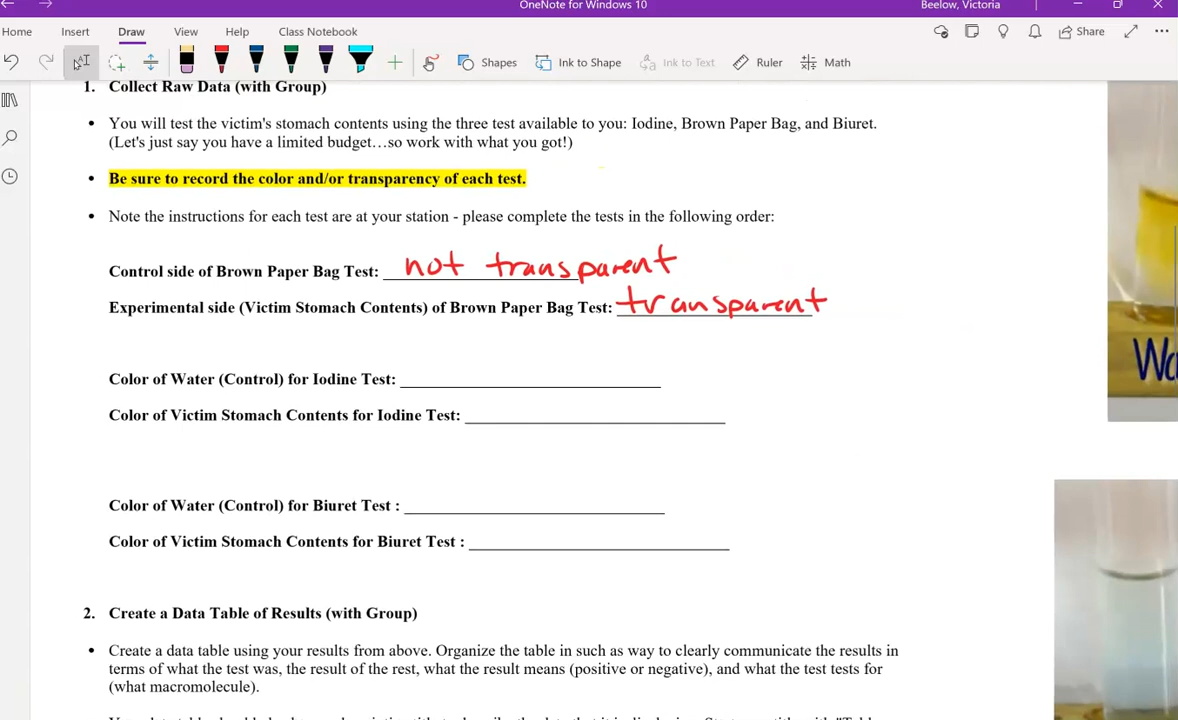 OneNote for Windows 10
Beelow, Victoria
Home Insert Draw View Help Class Notebook
Share
Shapes Ink to Shape Ink to Text Ruler Math
1. Collect Raw Data (with Group)
• You will test the victim's stomach contents using the three test available to you: Iodine, Brown Paper Bag, and Biuret.
(Let's just say you have a limited budget…so work with what you got!)
• Be sure to record the color and/or transparency of each test.
• Note the instructions for each test are at your station - please complete the tests in the following order:
Control side of Brown Paper Bag Test: not transparent
Experimental side (Victim Stomach Contents) of Brown Paper Bag Test: transparent
Color of Water (Control) for Iodine Test:
Color of Victim Stomach Contents for Iodine Test:
Color of Water (Control) for Biuret Test :
Color of Victim Stomach Contents for Biuret Test :
2. Create a Data Table of Results (with Group)
• Create a data table using your results from above. Organize the table in such as way to clearly communicate the results in
terms of what the test was, the result of the rest, what the result means (positive or negative), and what the test tests for
(what macromolecule).